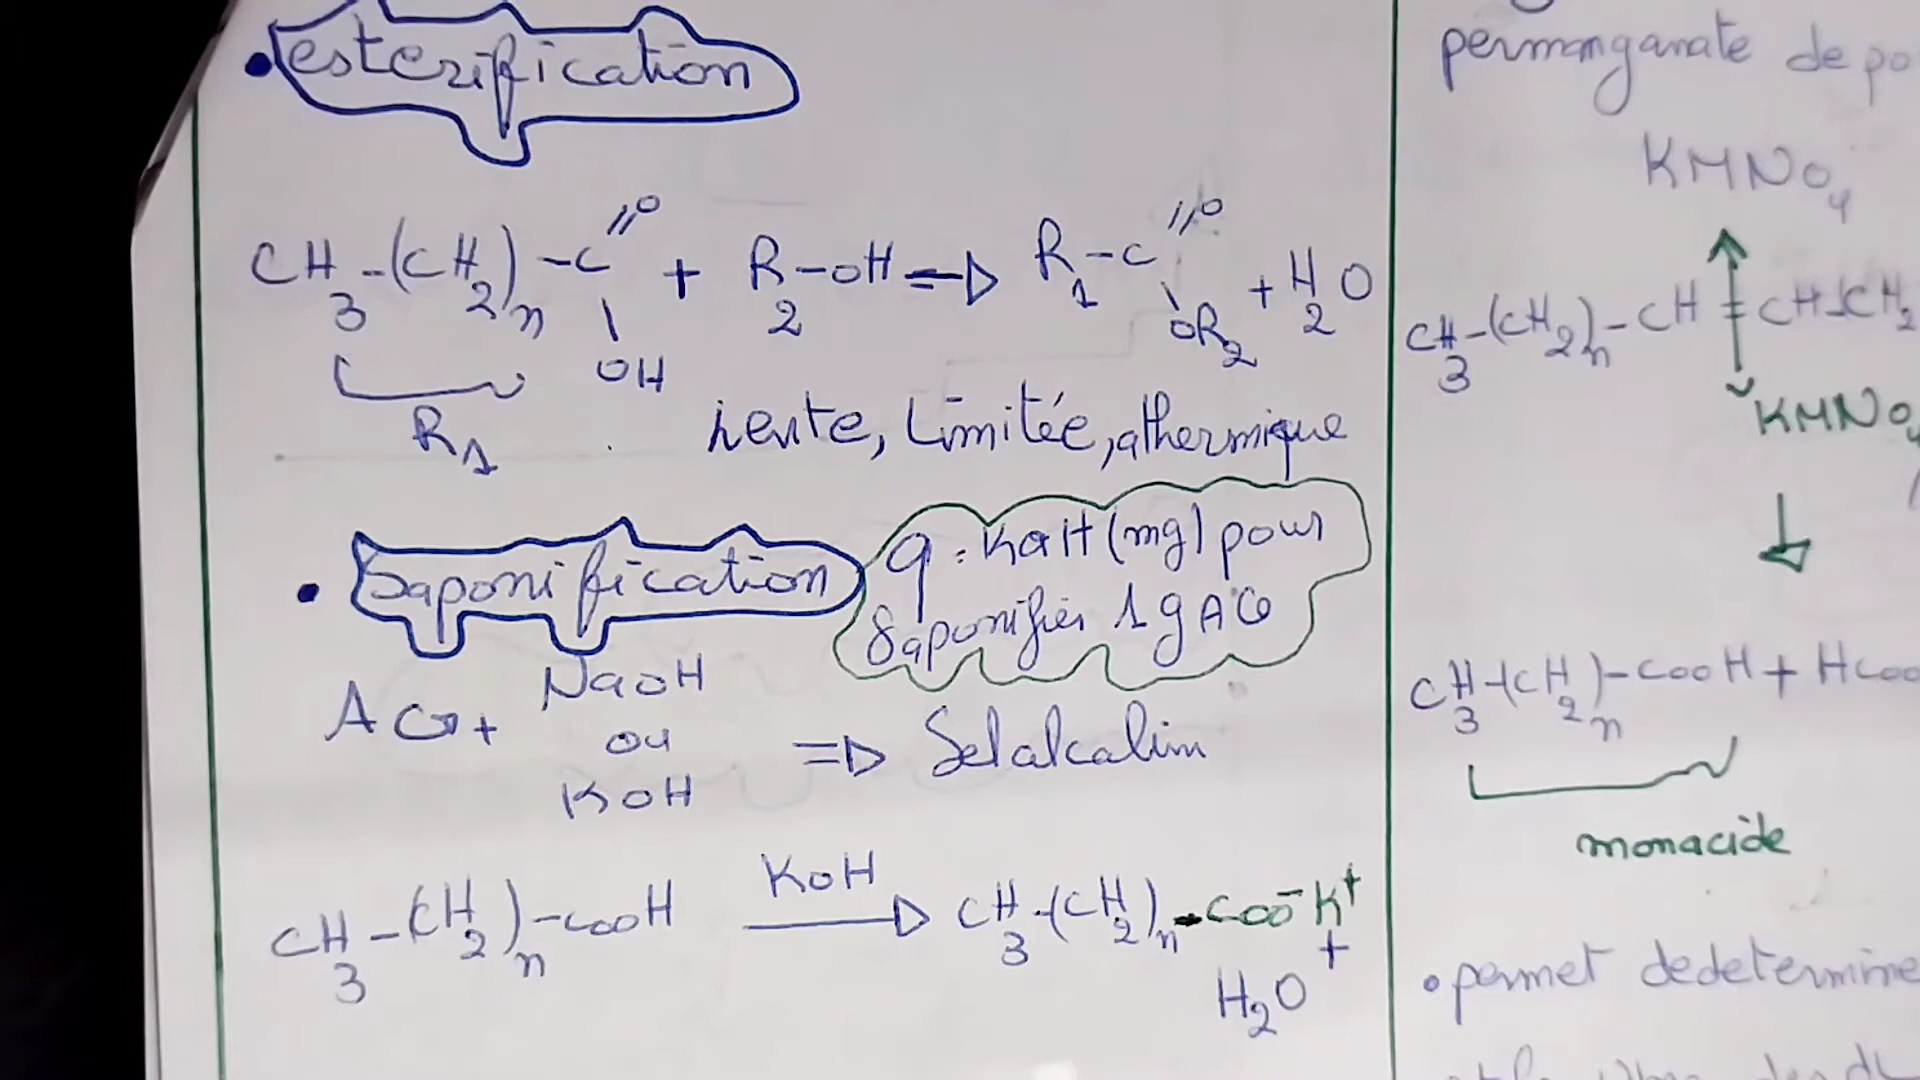 • esterification
CH3-(CH2)n-C//O\OH + R2-OH => R1-C//O\OR2 + H2O
R1
Lente, Limitée, athermique
• Saponification
q: KOH (mg) pour
Saponifier 1 g AG
AG + NaOH ou KOH => Sel alcalin
CH3-(CH2)n-COOH KOH → CH3-(CH2)n-COO⁻K⁺ +
H2O
permanganate de po
KMNO4
CH3-(CH2)n-CH = CH-CH2
KMNO4
CH3-(CH2)n-COOH + HCOO
monacide
• permet de determine